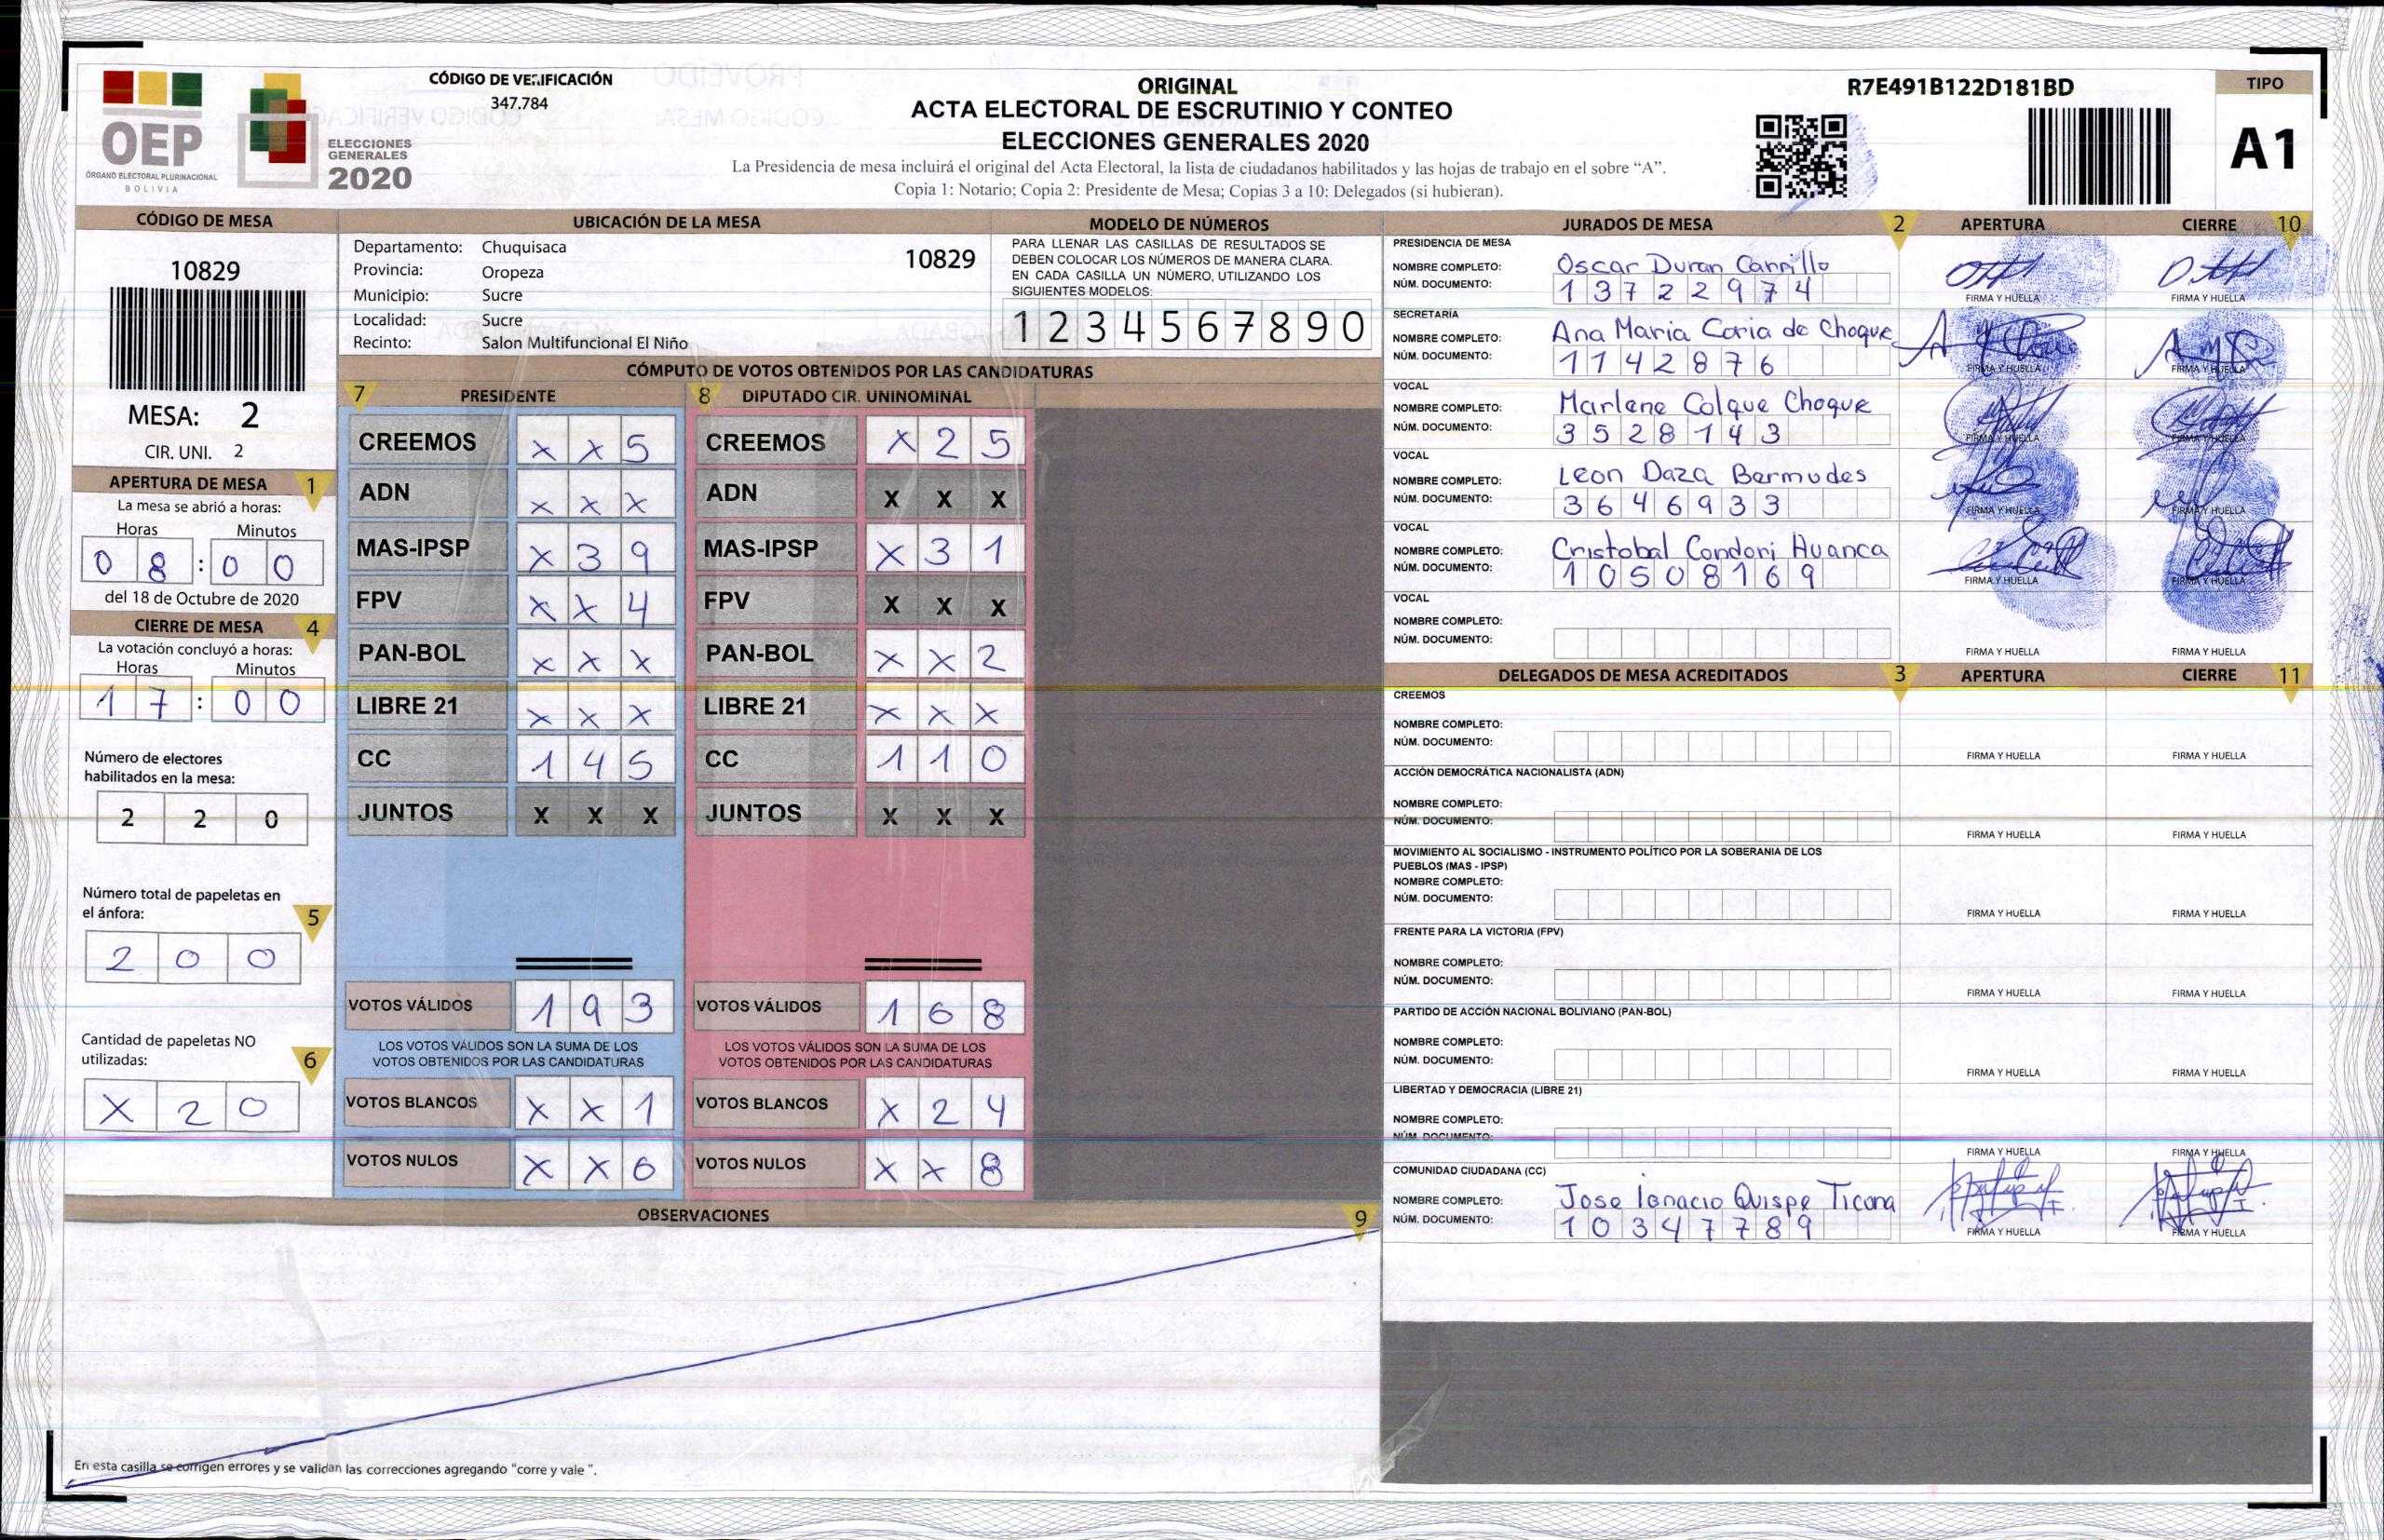 CÓDIGO DE VERIFICACIÓN
347.784
OEP
ÓRGANO ELECTORAL PLURINACIONAL
BOLIVIA
ELECCIONES
GENERALES
2020
ORIGINAL
ACTA ELECTORAL DE ESCRUTINIO Y CONTEO
ELECCIONES GENERALES 2020
La Presidencia de mesa incluirá el original del Acta Electoral, la lista de ciudadanos habilitados y las hojas de trabajo en el sobre “A”.
Copia 1: Notario; Copia 2: Presidente de Mesa; Copias 3 a 10: Delegados (si hubieran).
R7E491B122D181BD
TIPO
A1
CÓDIGO DE MESA
10829
MESA: 2
CIR. UNI. 2
APERTURA DE MESA 1
La mesa se abrió a horas:
Horas Minutos
0 8 : 0 0
del 18 de Octubre de 2020
CIERRE DE MESA 4
La votación concluyó a horas:
Horas Minutos
1 7 : 0 0
Número de electores
habilitados en la mesa:
2 2 0
Número total de papeletas en
el ánfora: 5
2 0 0
Cantidad de papeletas NO
utilizadas: 6
X 2 0
UBICACIÓN DE LA MESA
Departamento: Chuquisaca 10829
Provincia: Oropeza
Municipio: Sucre
Localidad: Sucre
Recinto: Salon Multifuncional El Niño
MODELO DE NÚMEROS
PARA LLENAR LAS CASILLAS DE RESULTADOS SE
DEBEN COLOCAR LOS NÚMEROS DE MANERA CLARA.
EN CADA CASILLA UN NÚMERO, UTILIZANDO LOS
SIGUIENTES MODELOS:
1 2 3 4 5 6 7 8 9 0
CÓMPUTO DE VOTOS OBTENIDOS POR LAS CANDIDATURAS
7 PRESIDENTE 8 DIPUTADO CIR. UNINOMINAL
CREEMOS X X 5 CREEMOS X 2 5
ADN X X X ADN X X X
MAS-IPSP X 3 9 MAS-IPSP X 3 1
FPV X X 4 FPV X X X
PAN-BOL X X X PAN-BOL X X 2
LIBRE 21 X X X LIBRE 21 X X X
CC 1 4 5 CC 1 1 0
JUNTOS X X X JUNTOS X X X
VOTOS VÁLIDOS 1 9 3 VOTOS VÁLIDOS 1 6 8
LOS VOTOS VÁLIDOS SON LA SUMA DE LOS LOS VOTOS VÁLIDOS SON LA SUMA DE LOS
VOTOS OBTENIDOS POR LAS CANDIDATURAS VOTOS OBTENIDOS POR LAS CANDIDATURAS
VOTOS BLANCOS X X 1 VOTOS BLANCOS X 2 4
VOTOS NULOS X X 6 VOTOS NULOS X X 8
OBSERVACIONES 9
En esta casilla se corrigen errores y se validan las correcciones agregando "corre y vale ".
JURADOS DE MESA 2 APERTURA CIERRE 10
PRESIDENCIA DE MESA
NOMBRE COMPLETO: Oscar Duran Carrillo
NÚM. DOCUMENTO: 1 3 7 2 2 9 7 4
FIRMA Y HUELLA FIRMA Y HUELLA
SECRETARÍA
NOMBRE COMPLETO: Ana Maria Coria de Choque
NÚM. DOCUMENTO: 1 1 4 2 8 7 6
FIRMA Y HUELLA FIRMA Y HUELLA
VOCAL
NOMBRE COMPLETO: Marlene Colque Choque
NÚM. DOCUMENTO: 3 5 2 8 1 4 3
FIRMA Y HUELLA FIRMA Y HUELLA
VOCAL
NOMBRE COMPLETO: Leon Daza Bermudes
NÚM. DOCUMENTO: 3 6 4 6 9 3 3
FIRMA Y HUELLA FIRMA Y HUELLA
VOCAL
NOMBRE COMPLETO: Cristobal Condori Huanca
NÚM. DOCUMENTO: 1 0 5 0 8 1 6 9
FIRMA Y HUELLA FIRMA Y HUELLA
VOCAL
NOMBRE COMPLETO:
NÚM. DOCUMENTO:
FIRMA Y HUELLA FIRMA Y HUELLA
DELEGADOS DE MESA ACREDITADOS 3 APERTURA CIERRE 11
CREEMOS
NOMBRE COMPLETO:
NÚM. DOCUMENTO:
FIRMA Y HUELLA FIRMA Y HUELLA
ACCIÓN DEMOCRÁTICA NACIONALISTA (ADN)
NOMBRE COMPLETO:
NÚM. DOCUMENTO:
FIRMA Y HUELLA FIRMA Y HUELLA
MOVIMIENTO AL SOCIALISMO - INSTRUMENTO POLÍTICO POR LA SOBERANIA DE LOS
PUEBLOS (MAS - IPSP)
NOMBRE COMPLETO:
NÚM. DOCUMENTO:
FIRMA Y HUELLA FIRMA Y HUELLA
FRENTE PARA LA VICTORIA (FPV)
NOMBRE COMPLETO:
NÚM. DOCUMENTO:
FIRMA Y HUELLA FIRMA Y HUELLA
PARTIDO DE ACCIÓN NACIONAL BOLIVIANO (PAN-BOL)
NOMBRE COMPLETO:
NÚM. DOCUMENTO:
FIRMA Y HUELLA FIRMA Y HUELLA
LIBERTAD Y DEMOCRACIA (LIBRE 21)
NOMBRE COMPLETO:
NÚM. DOCUMENTO:
FIRMA Y HUELLA FIRMA Y HUELLA
COMUNIDAD CIUDADANA (CC)
NOMBRE COMPLETO: Jose Ignacio Quispe Ticona
NÚM. DOCUMENTO: 1 0 3 4 7 7 8 9
FIRMA Y HUELLA FIRMA Y HUELLA